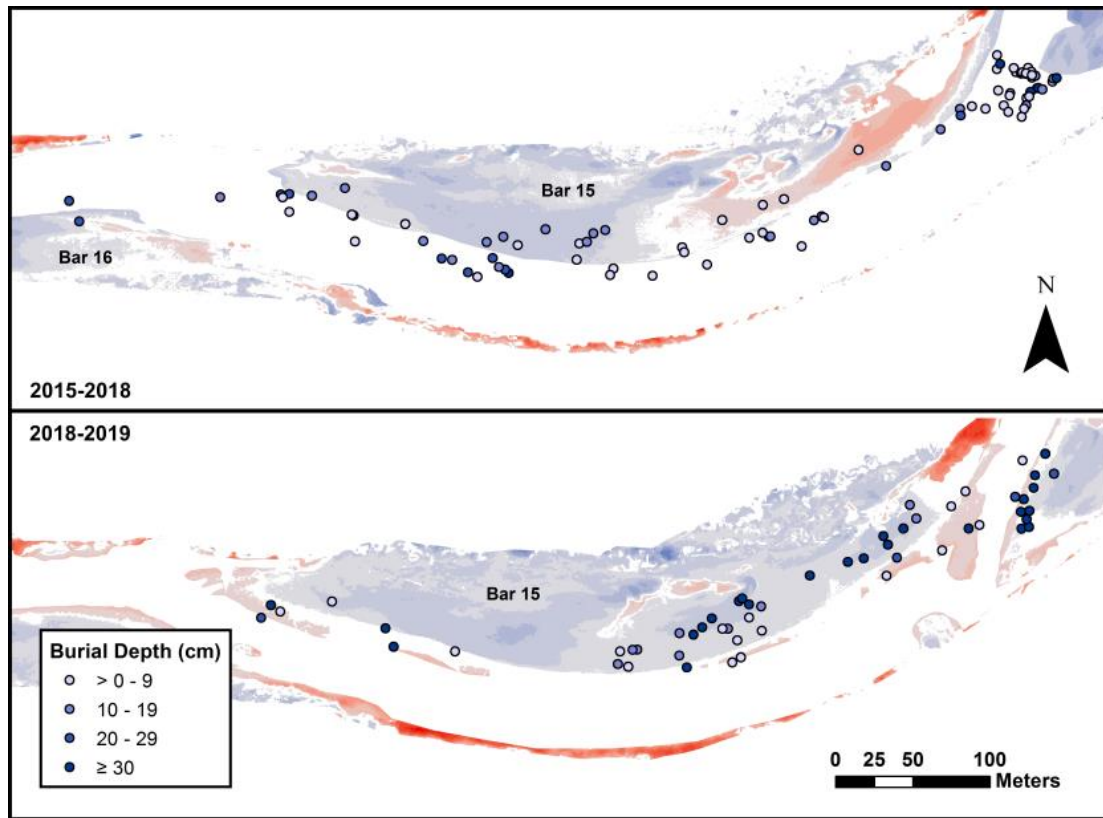 Bar 15
Bar 16
N
2015-2018
2018-2019
Bar 15
Burial Depth (cm)
> 0 - 9
10 - 19
20 - 29
≥ 30
0 25 50 100
Meters